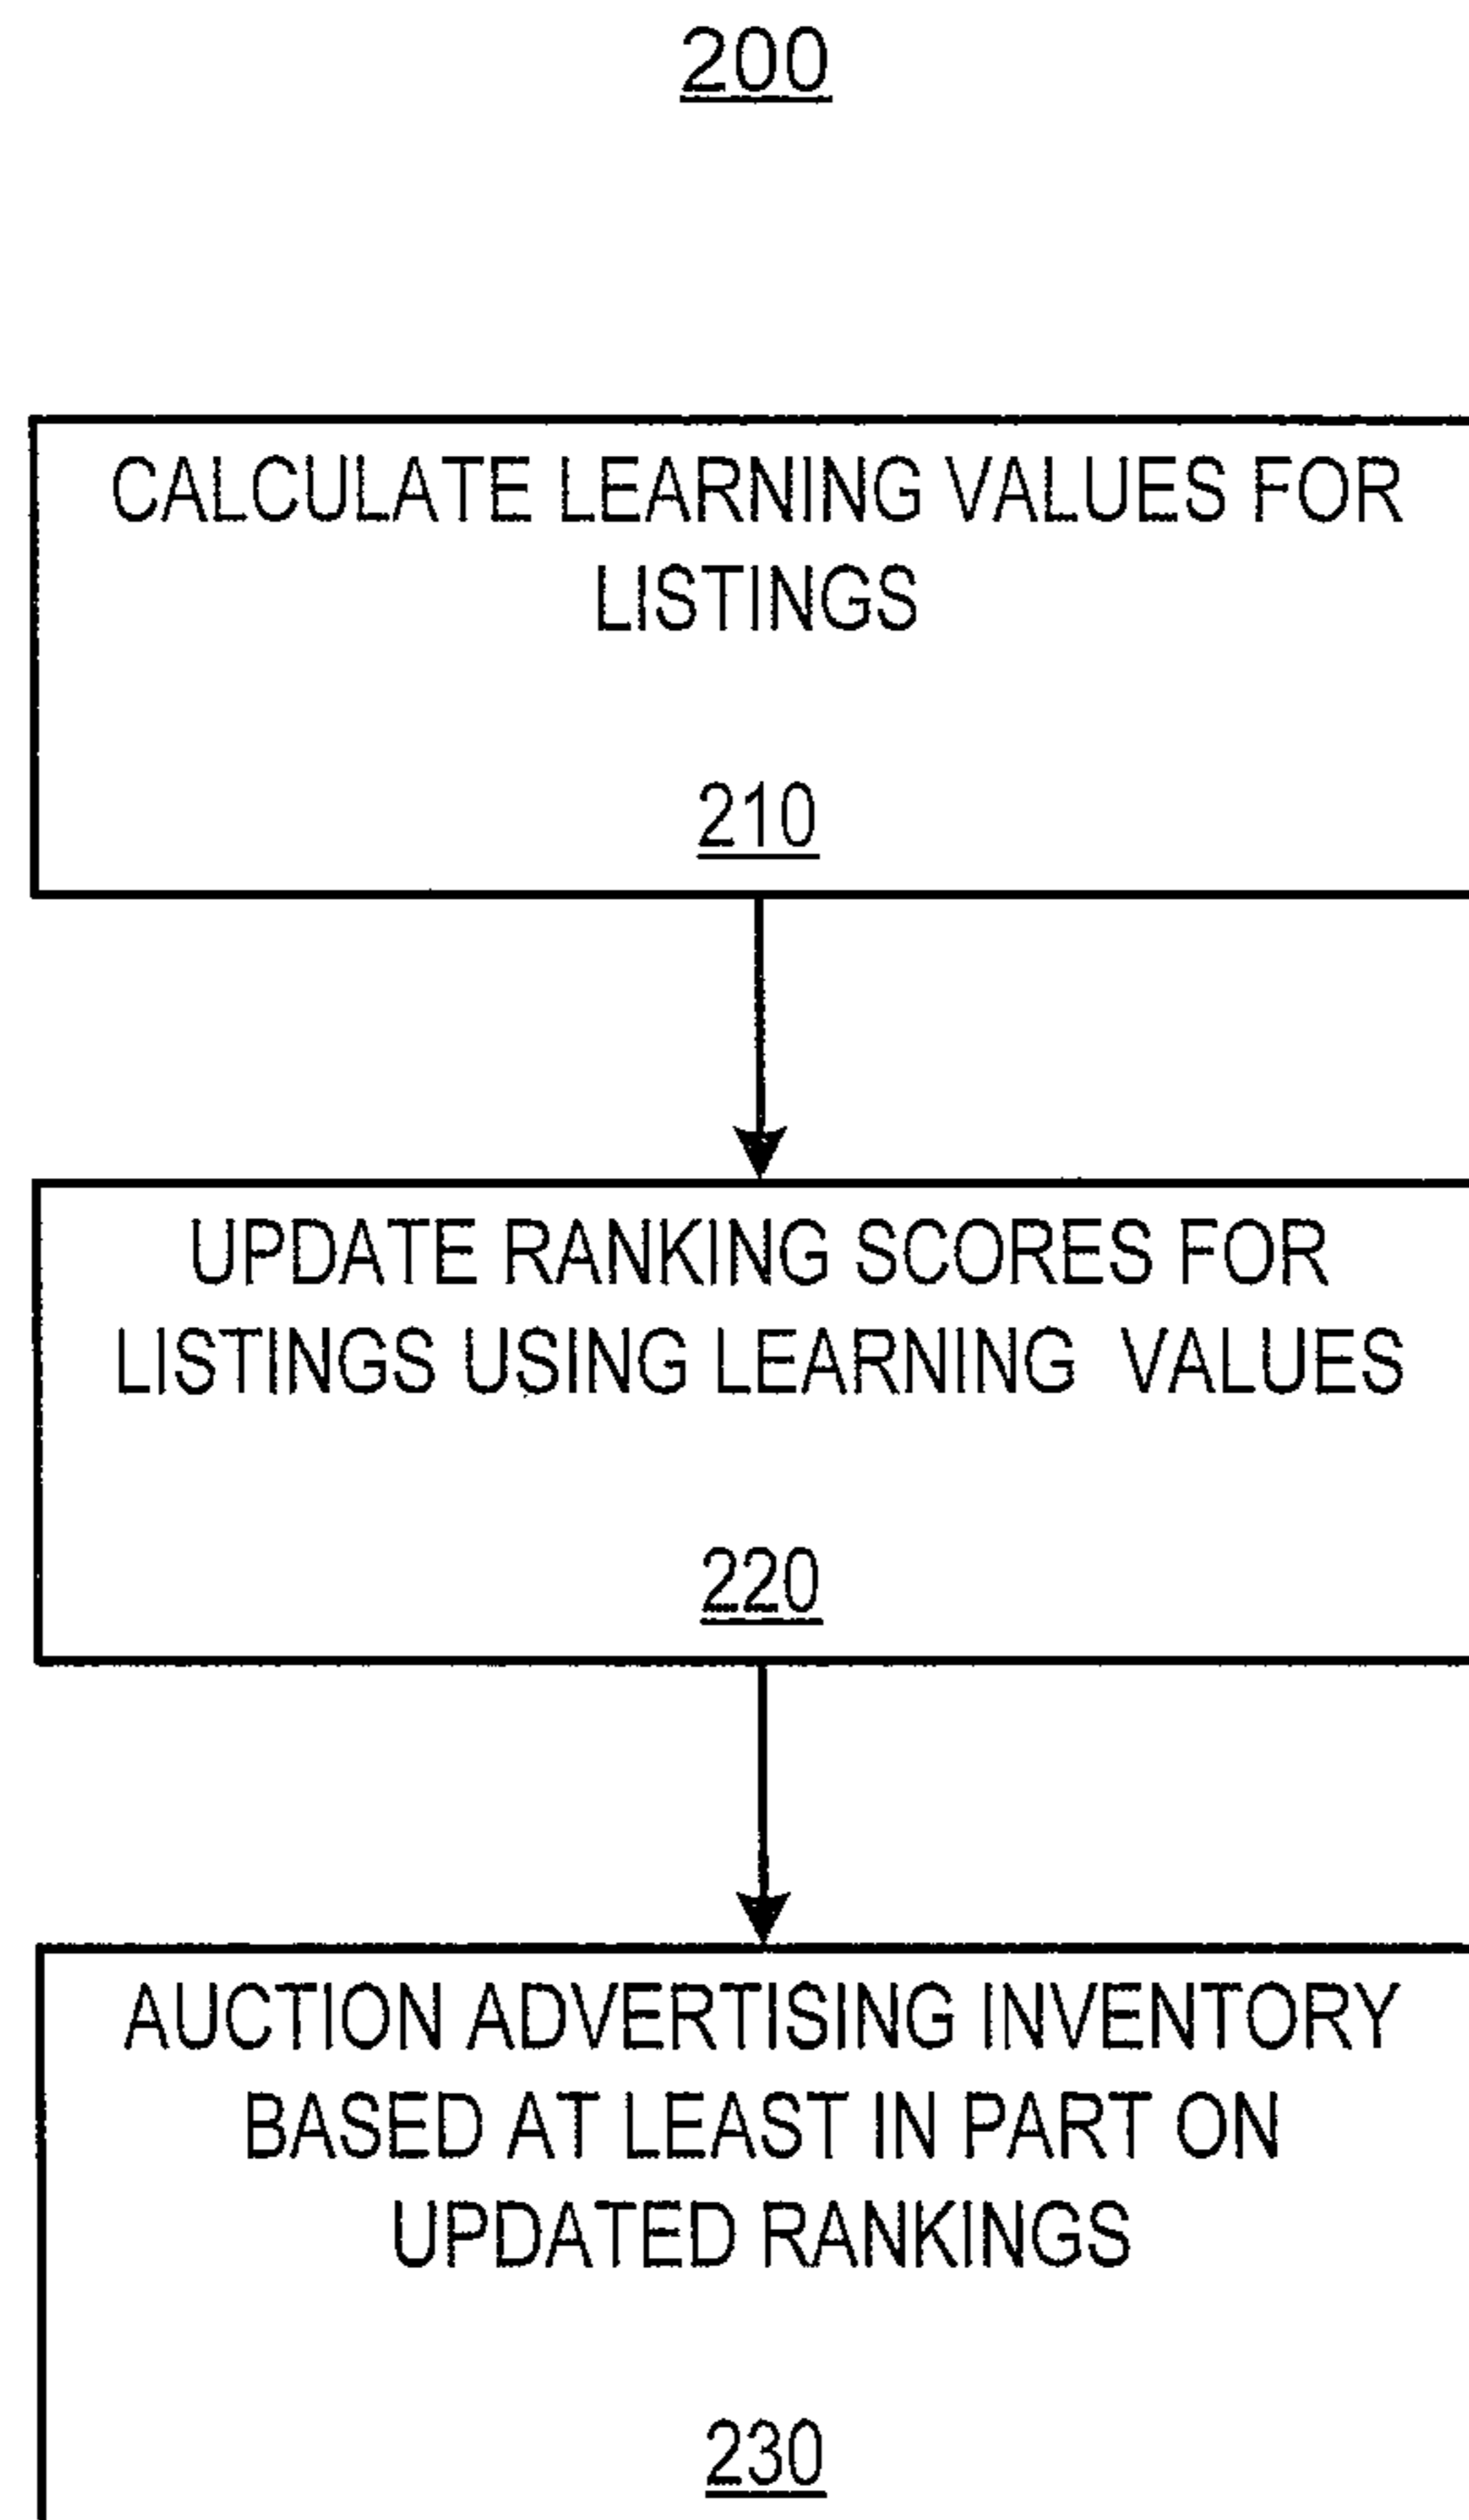 200
CALCULATE LEARNING VALUES FOR
LISTINGS
210
UPDATE RANKING SCORES FOR
LISTINGS USING LEARNING VALUES
220
AUCTION ADVERTISING INVENTORY
BASED AT LEAST IN PART ON
UPDATED RANKINGS
230